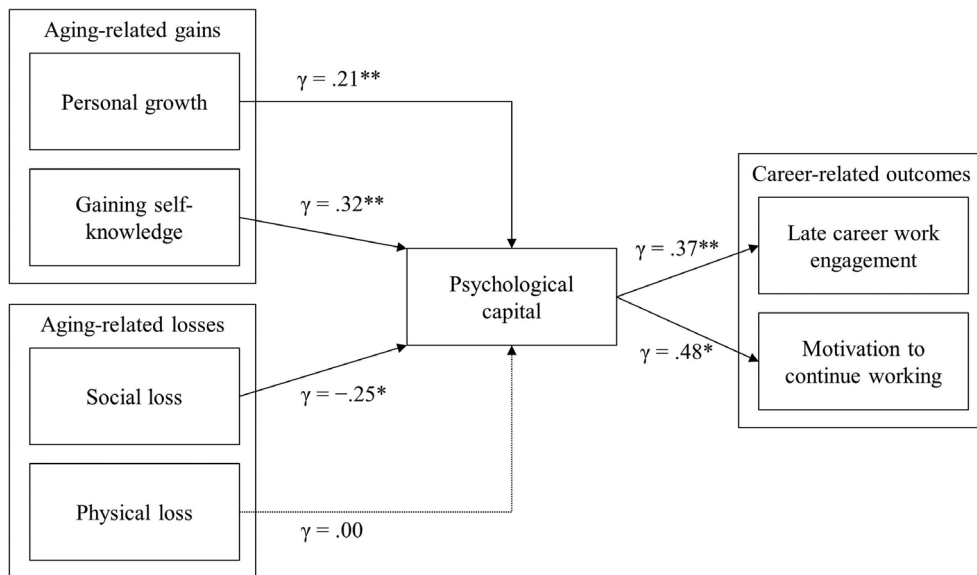 Aging-related gains
Personal growth
γ = .21**
Gaining self-
knowledge
γ = .32**
Aging-related losses
Social loss
γ = −.25*
Physical loss
γ = .00
Psychological
capital
γ = .37**
γ = .48*
Career-related outcomes
Late career work
engagement
Motivation to
continue working